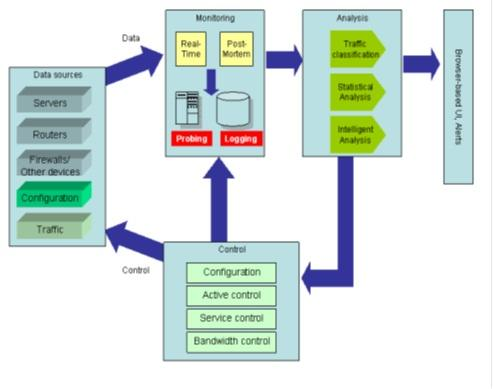 Monitoring
Analysis
Data
Real-
Time
Post-
Mortem
Traffic
classification
Data sources
Servers
Routers
Firewalls/
Other devices
Configuration
Traffic
Statistical
Analysis
Probing
Logging
Intelligent
Analysis
Browser-based UI, Alerts
Control
Control
Configuration
Active control
Service control
Bandwidth control